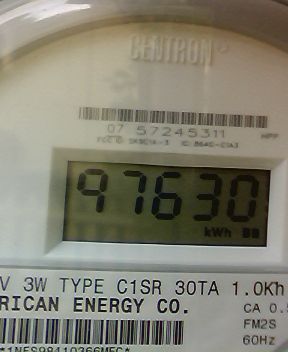 CENTRON
07 57245311
97630
kWh 88
V 3W TYPE C1SR 30TA 1.0Kh
RICAN ENERGY CO.
CA 0.5
FM2S
60Hz